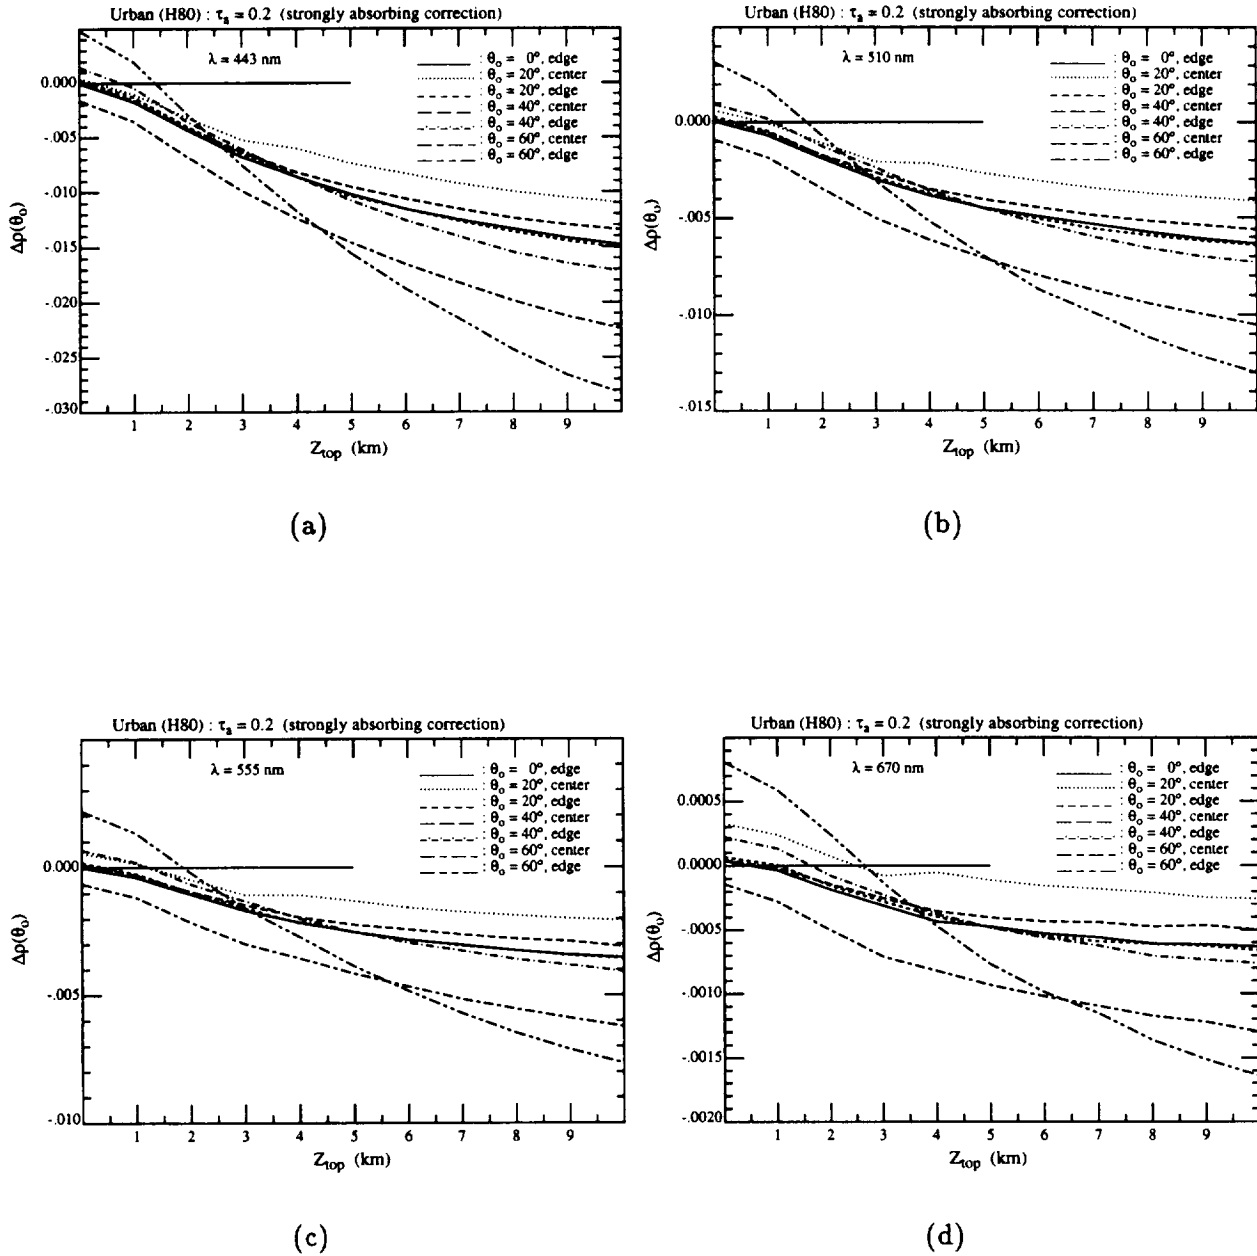 Urban (H80) : τₐ = 0.2 (strongly absorbing correction)
λ = 443 nm
: θₒ = 0°, edge
: θₒ = 20°, center
: θₒ = 20°, edge
: θₒ = 40°, center
: θₒ = 40°, edge
: θₒ = 60°, center
: θₒ = 60°, edge
0.000
-.005
-.010
-.015
-.020
-.025
-.030
Δρ(θₒ)
1 2 3 4 5 6 7 8 9
Z_top (km)
(a)
Urban (H80) : τₐ = 0.2 (strongly absorbing correction)
λ = 510 nm
: θₒ = 0°, edge
: θₒ = 20°, center
: θₒ = 20°, edge
: θₒ = 40°, center
: θₒ = 40°, edge
: θₒ = 60°, center
: θₒ = 60°, edge
0.000
-.005
-.010
-.015
Δρ(θₒ)
1 2 3 4 5 6 7 8 9
Z_top (km)
(b)
Urban (H80) : τₐ = 0.2 (strongly absorbing correction)
λ = 555 nm
: θₒ = 0°, edge
: θₒ = 20°, center
: θₒ = 20°, edge
: θₒ = 40°, center
: θₒ = 40°, edge
: θₒ = 60°, center
: θₒ = 60°, edge
0.000
-.005
-.010
Δρ(θₒ)
1 2 3 4 5 6 7 8 9
Z_top (km)
(c)
Urban (H80) : τₐ = 0.2 (strongly absorbing correction)
λ = 670 nm
: θₒ = 0°, edge
: θₒ = 20°, center
: θₒ = 20°, edge
: θₒ = 40°, center
: θₒ = 40°, edge
: θₒ = 60°, center
: θₒ = 60°, edge
0.0005
0.0000
-.0005
-.0010
-.0015
-.0020
Δρ(θₒ)
1 2 3 4 5 6 7 8 9
Z_top (km)
(d)